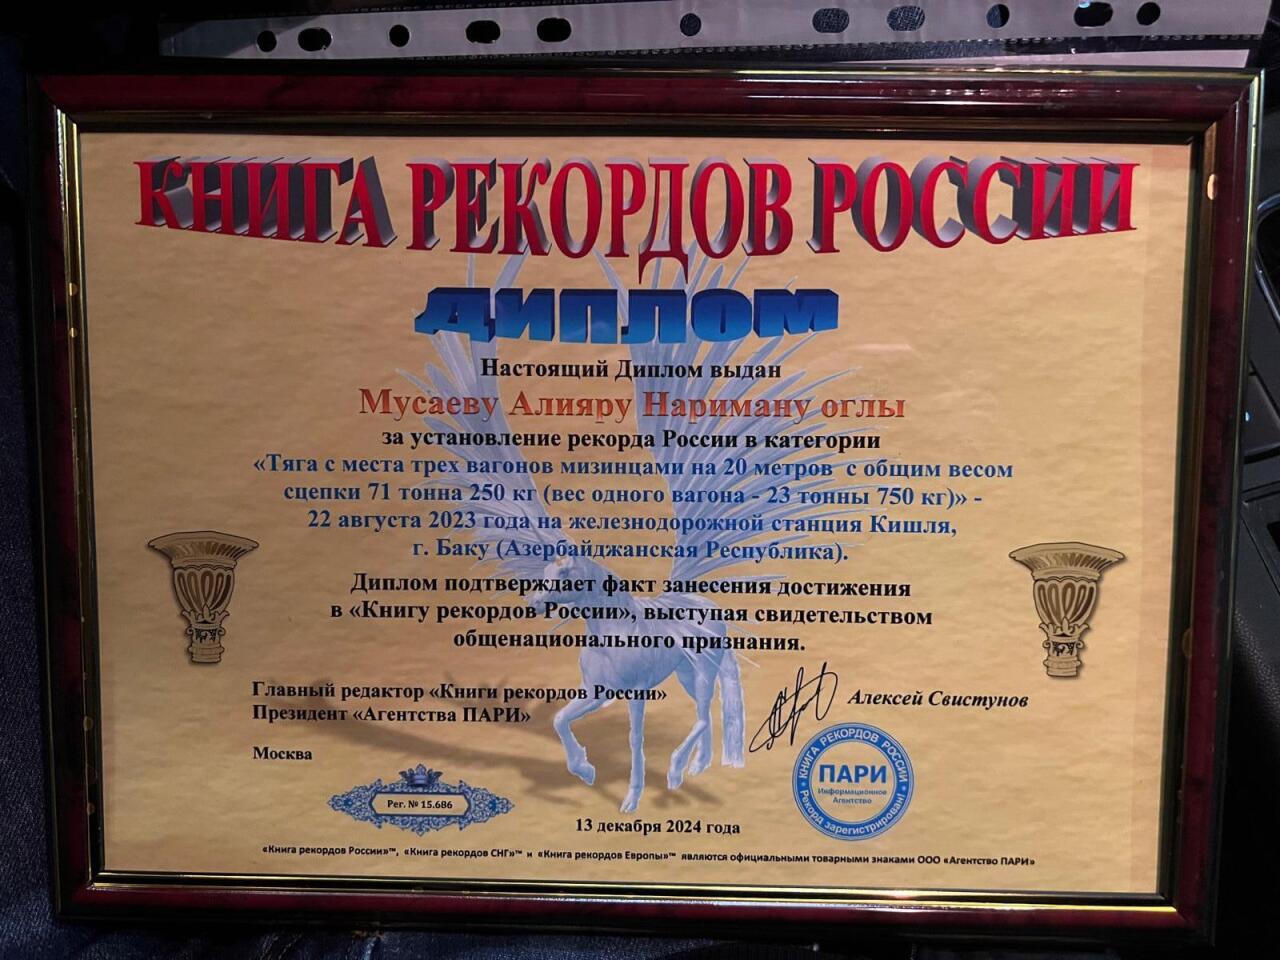 КНИГА РЕКОРДОВ РОССИИ
ДИПЛОМ
Настоящий Диплом выдан
Мусаеву Алияру Нариману оглы
за установление рекорда России в категории
«Тяга с места трех вагонов мизинцами на 20 метров с общим весом
сцепки 71 тонна 250 кг (вес одного вагона - 23 тонны 750 кг)» -
22 августа 2023 года на железнодорожной станция Кишля,
г. Баку (Азербайджанская Республика).
Диплом подтверждает факт занесения достижения
в «Книгу рекордов России», выступая свидетельством
общенационального признания.
Главный редактор «Книги рекордов России»
Президент «Агентства ПАРИ»
Алексей Свистунов
Москва
КНИГА РЕКОРДОВ РОССИИ
ПАРИ
Информационное
Агентство
Рекорд зарегистрирован!
Рег. № 15.686
13 декабря 2024 года
«Книга рекордов России»™, «Книга рекордов СНГ»™ и «Книга рекордов Европы»™ являются официальными товарными знаками ООО «Агентство ПАРИ»